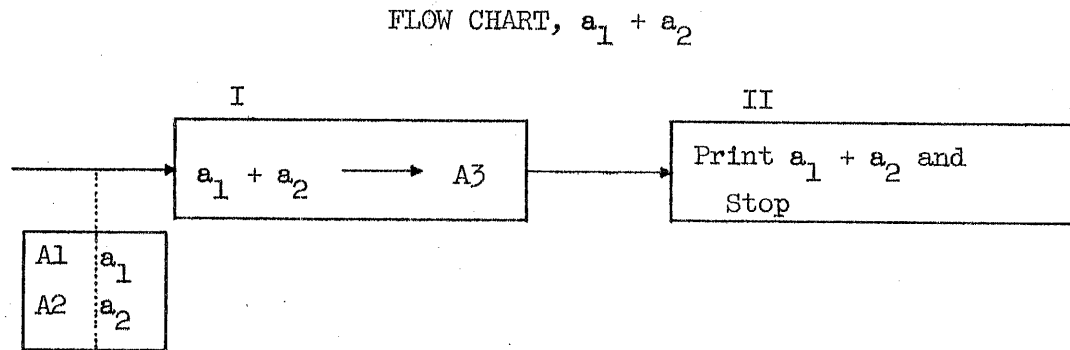 FLOW CHART, a₁ + a₂
I
a₁ + a₂ → A3
II
Print a₁ + a₂ and
Stop
A1 a₁
A2 a₂